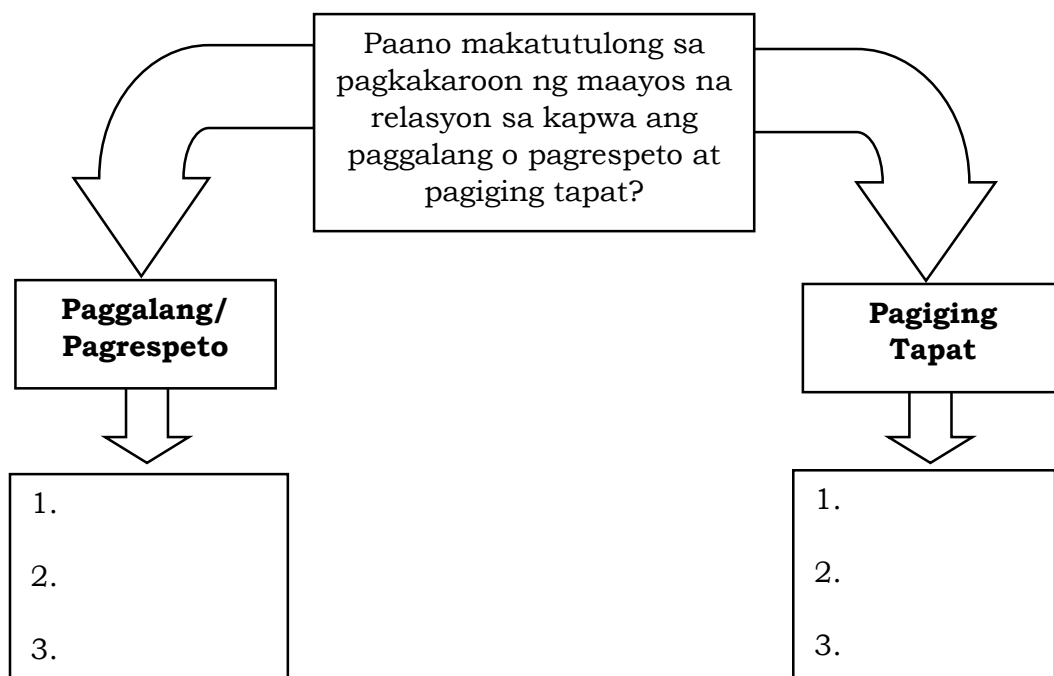 Paano makatutulong sa
pagkakaroon ng maayos na
relasyon sa kapwa ang
paggalang o pagrespeto at
pagiging tapat?
Paggalang/
Pagrespeto
Pagiging
Tapat
1.
2.
3.
1.
2.
3.